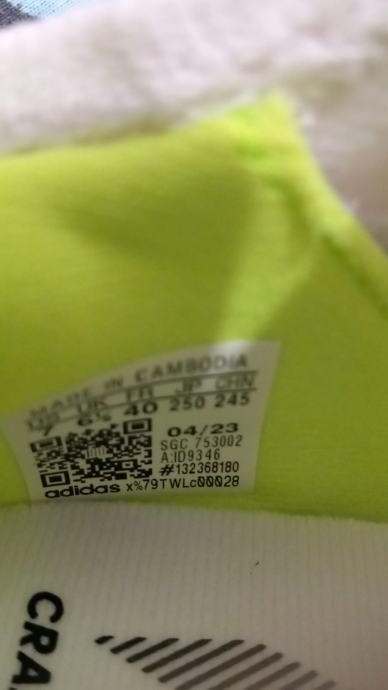 MADE IN CAMBODIA
US UK FR JP CHN
7 6½ 40 250 245
04/23
SGC 753002
A:ID9346
#132368180
adidas x%79TWLc00028
CRA